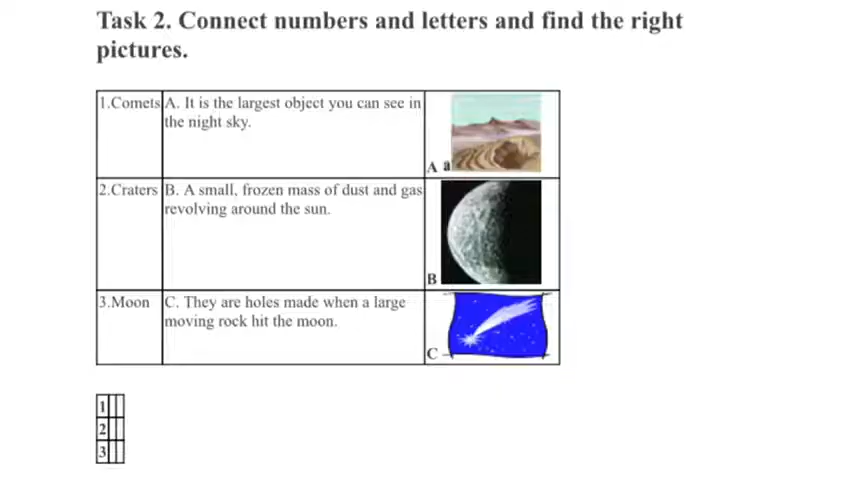 Task 2. Connect numbers and letters and find the right
pictures.
1.Comets A. It is the largest object you can see in
the night sky.
A a
2.Craters B. A small, frozen mass of dust and gas
revolving around the sun.
B
3.Moon C. They are holes made when a large
moving rock hit the moon.
C
1
2
3